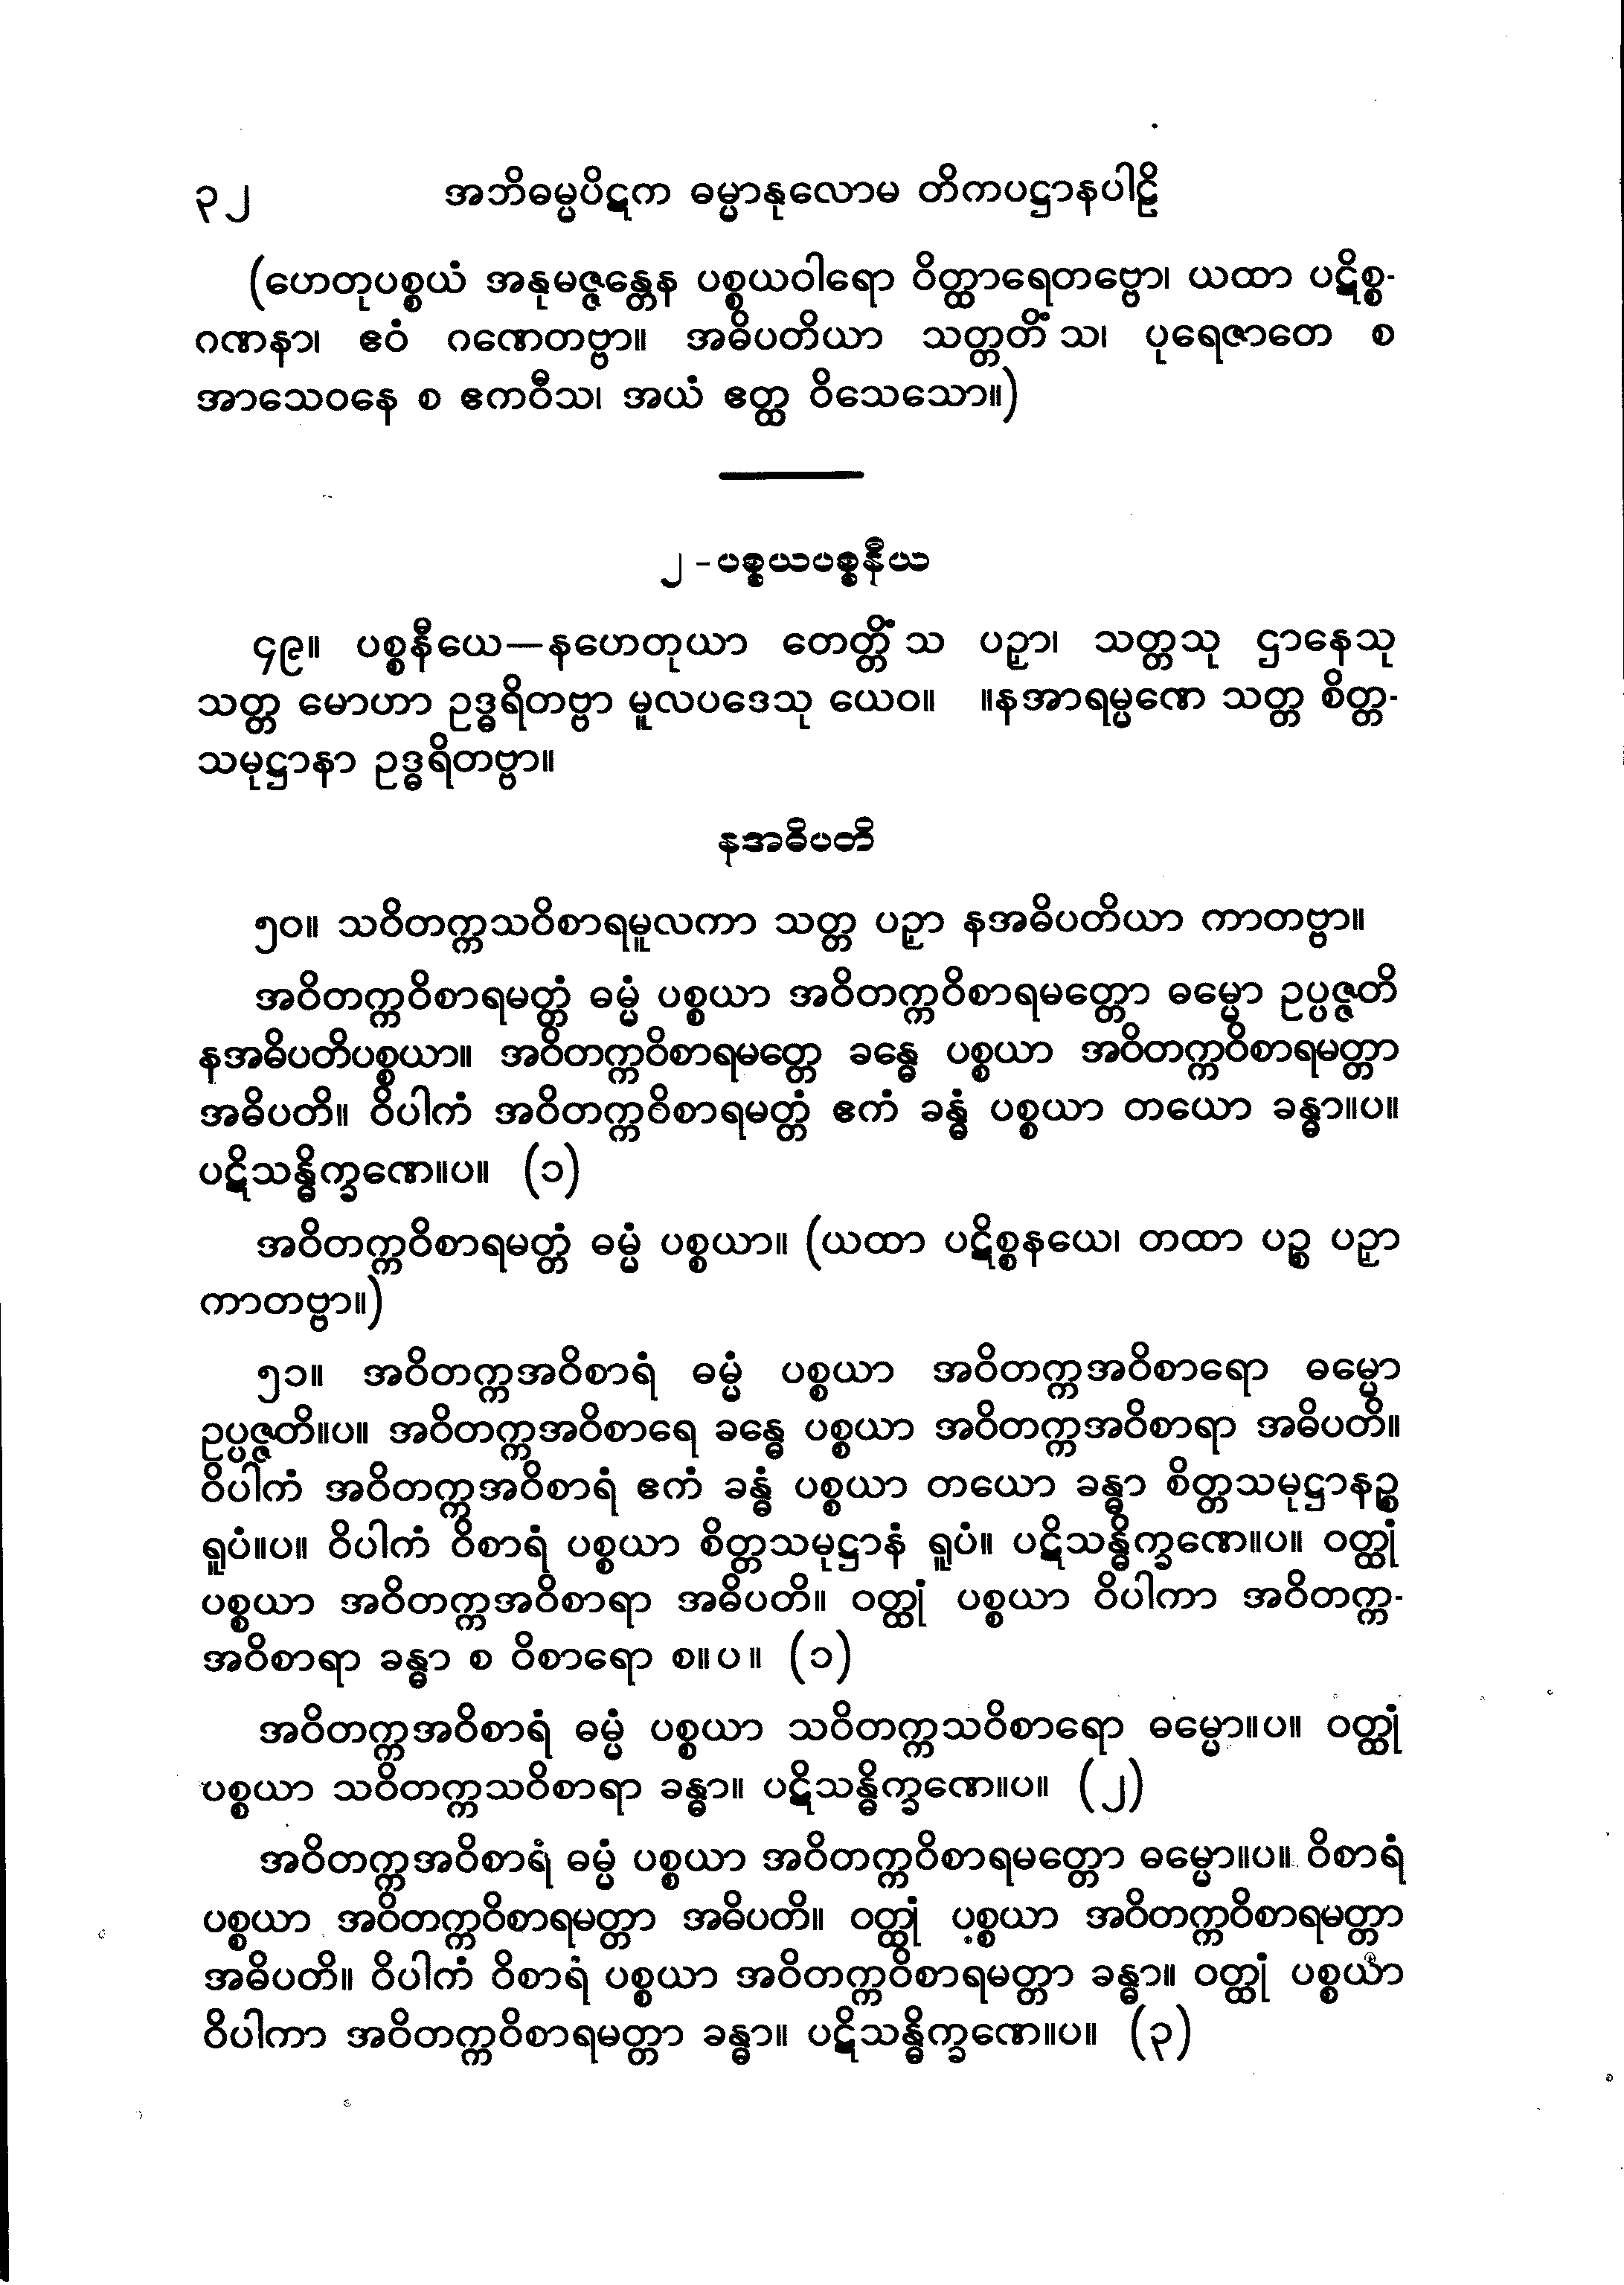 ၃၂ အဘိဓမ္မပိဋက ဓမ္မာနုလောမ တိကပဋ္ဌာနပါဠိ
(ဟေတုပစ္စယံ အနုမဇ္ဇန္တေန ပစ္စယဝါရော ဝိတ္ထာရေတဗ္ဗော၊ ယထာ ပဋိစ္စ-
ဂဏနာ၊ ဧဝံ ဂဏေတဗ္ဗာ။ အဓိပတိယာ သတ္တတိံ သ၊ ပုရေဇာတေ စ
အာသေဝနေ စ ဧကဝီသ၊ အယံ ဧတ္ထ ဝိသေသော။)
၂ -ပစ္စယပစ္စနီယ
၄၉။ ပစ္စနီယေ—နဟေတုယာ တေတ္တိံ သ ပဉှာ၊ သတ္တသု ဌာနေသု
သတ္တ မောဟာ ဥဒ္ဓရိတဗ္ဗာ မူလပဒေသု ယေဝ။ ။နအာရမ္မဏေ သတ္တ စိတ္တ-
သမုဋ္ဌာနာ ဥဒ္ဓရိတဗ္ဗာ။
နအဓိပတိ
၅၀။ သဝိတက္ကသဝိစာရမူလကာ သတ္တ ပဉှာ နအဓိပတိယာ ကာတဗ္ဗာ။
အဝိတက္ကဝိစာရမတ္တံ ဓမ္မံ ပစ္စယာ အဝိတက္ကဝိစာရမတ္တော ဓမ္မော ဥပ္ပဇ္ဇတိ
နအဓိပတိပစ္စယာ။ အဝိတက္ကဝိစာရမတ္တေ ခန္ဓေ ပစ္စယာ အဝိတက္ကဝိစာရမတ္တာ
အဓိပတိ။ ဝိပါကံ အဝိတက္ကဝိစာရမတ္တံ ဧကံ ခန္ဓံ ပစ္စယာ တယော ခန္ဓာ။ပ။
ပဋိသန္ဓိက္ခဏေ။ပ။ (၁)
အဝိတက္ကဝိစာရမတ္တံ ဓမ္မံ ပစ္စယာ။ (ယထာ ပဋိစ္စနယေ၊ တထာ ပဉ္စ ပဉှာ
ကာတဗ္ဗာ။)
၅၁။ အဝိတက္ကအဝိစာရံ ဓမ္မံ ပစ္စယာ အဝိတက္ကအဝိစာရော ဓမ္မော
ဥပ္ပဇ္ဇတိ။ပ။ အဝိတက္ကအဝိစာရေ ခန္ဓေ ပစ္စယာ အဝိတက္ကအဝိစာရာ အဓိပတိ။
ဝိပါကံ အဝိတက္ကအဝိစာရံ ဧကံ ခန္ဓံ ပစ္စယာ တယော ခန္ဓာ စိတ္တသမုဋ္ဌာနဉ္စ
ရူပံ။ပ။ ဝိပါကံ ဝိစာရံ ပစ္စယာ စိတ္တသမုဋ္ဌာနံ ရူပံ။ ပဋိသန္ဓိက္ခဏေ။ပ။ ဝတ္ထုံ
ပစ္စယာ အဝိတက္ကအဝိစာရာ အဓိပတိ။ ဝတ္ထုံ ပစ္စယာ ဝိပါကာ အဝိတက္က-
အဝိစာရာ ခန္ဓာ စ ဝိစာရော စ။ပ။ (၁)
အဝိတက္ကအဝိစာရံ ဓမ္မံ ပစ္စယာ သဝိတက္ကသဝိစာရော ဓမ္မော။ပ။ ဝတ္ထုံ
ပစ္စယာ သဝိတက္ကသဝိစာရာ ခန္ဓာ။ ပဋိသန္ဓိက္ခဏေ။ပ။ (၂)
အဝိတက္ကအဝိစာရံ ဓမ္မံ ပစ္စယာ အဝိတက္ကဝိစာရမတ္တော ဓမ္မော။ပ။ ဝိစာရံ
ပစ္စယာ အဝိတက္ကဝိစာရမတ္တာ အဓိပတိ။ ဝတ္ထုံ ပစ္စယာ အဝိတက္ကဝိစာရမတ္တာ
အဓိပတိ။ ဝိပါကံ ဝိစာရံ ပစ္စယာ အဝိတက္ကဝိစာရမတ္တာ ခန္ဓာ။ ဝတ္ထုံ ပစ္စယာ
ဝိပါကာ အဝိတက္ကဝိစာရမတ္တာ ခန္ဓာ။ ပဋိသန္ဓိက္ခဏေ။ပ။ (၃)